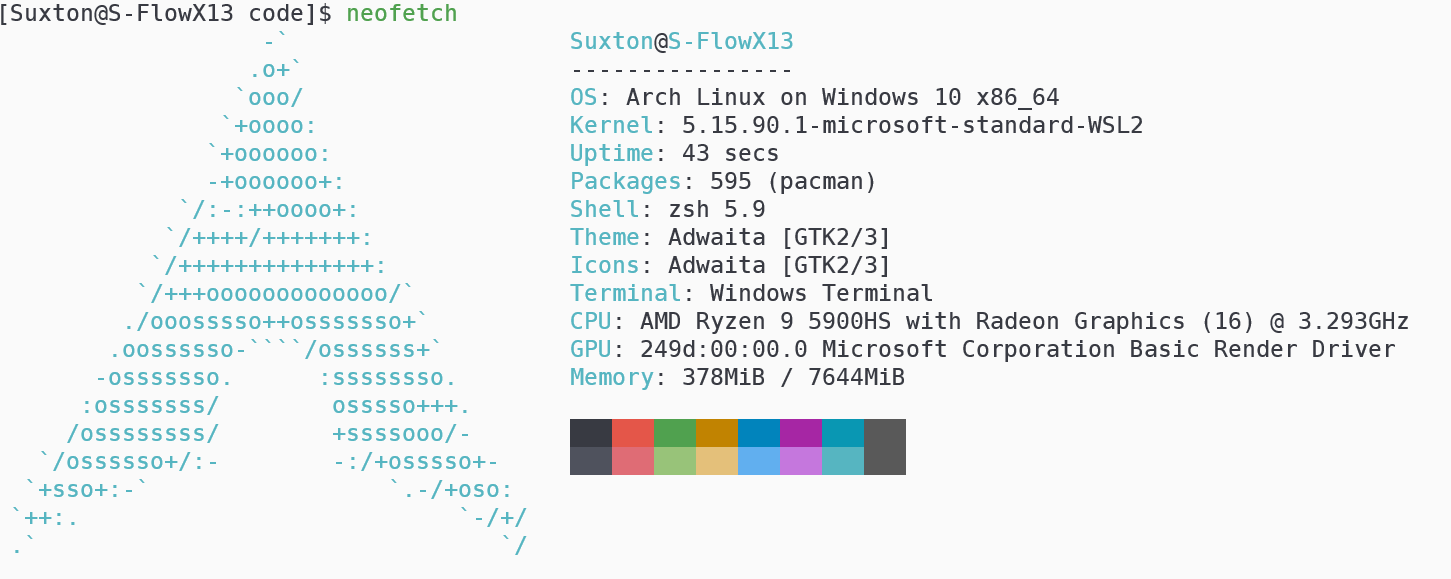 [Suxton@S-FlowX13 code]$ neofetch
                   -`                    Suxton@S-FlowX13
                  .o+`                   ----------------
                 `ooo/                   OS: Arch Linux on Windows 10 x86_64
                `+oooo:                  Kernel: 5.15.90.1-microsoft-standard-WSL2
               `+oooooo:                 Uptime: 43 secs
               -+oooooo+:                Packages: 595 (pacman)
             `/:-:++oooo+:               Shell: zsh 5.9
            `/++++/+++++++:              Theme: Adwaita [GTK2/3]
           `/++++++++++++++:             Icons: Adwaita [GTK2/3]
          `/+++ooooooooooooo/`           Terminal: Windows Terminal
         ./ooosssso++osssssso+`          CPU: AMD Ryzen 9 5900HS with Radeon Graphics (16) @ 3.293GHz
        .oossssso-````/ossssss+`         GPU: 249d:00:00.0 Microsoft Corporation Basic Render Driver
       -osssssso.      :ssssssso.        Memory: 378MiB / 7644MiB
      :osssssss/        osssso+++.
     /ossssssss/        +ssssooo/-
   `/ossssso+/:-        -:/+osssso+-
  `+sso+:-`                 `.-/+oso:
 `++:.                           `-/+/
 .`                                 `/